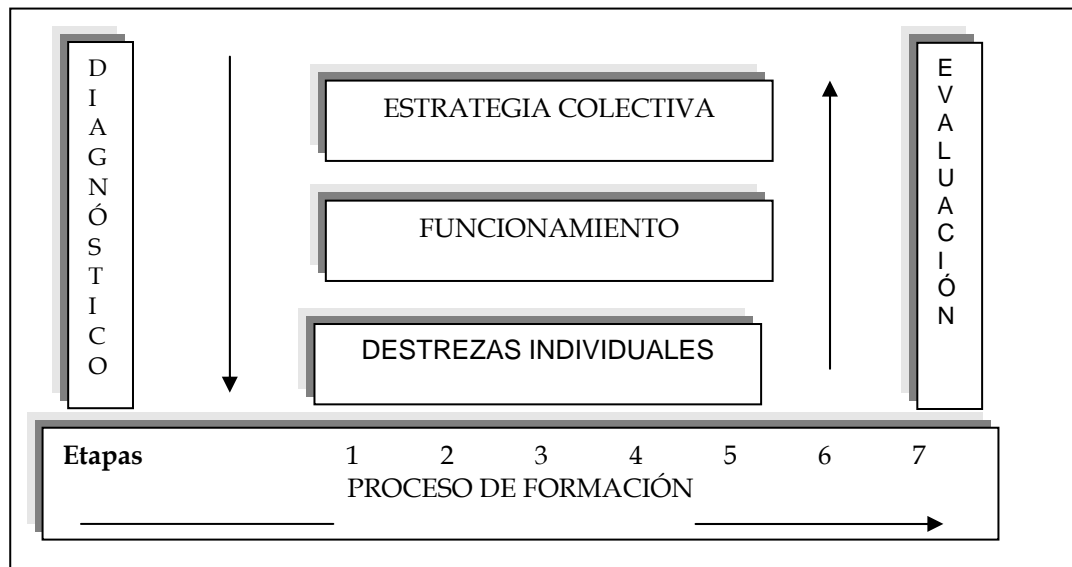 DIAGNÓSTICO
ESTRATEGIA COLECTIVA
FUNCIONAMIENTO
DESTREZAS INDIVIDUALES
EVALUACIÓN
Etapas 1 2 3 4 5 6 7
PROCESO DE FORMACIÓN